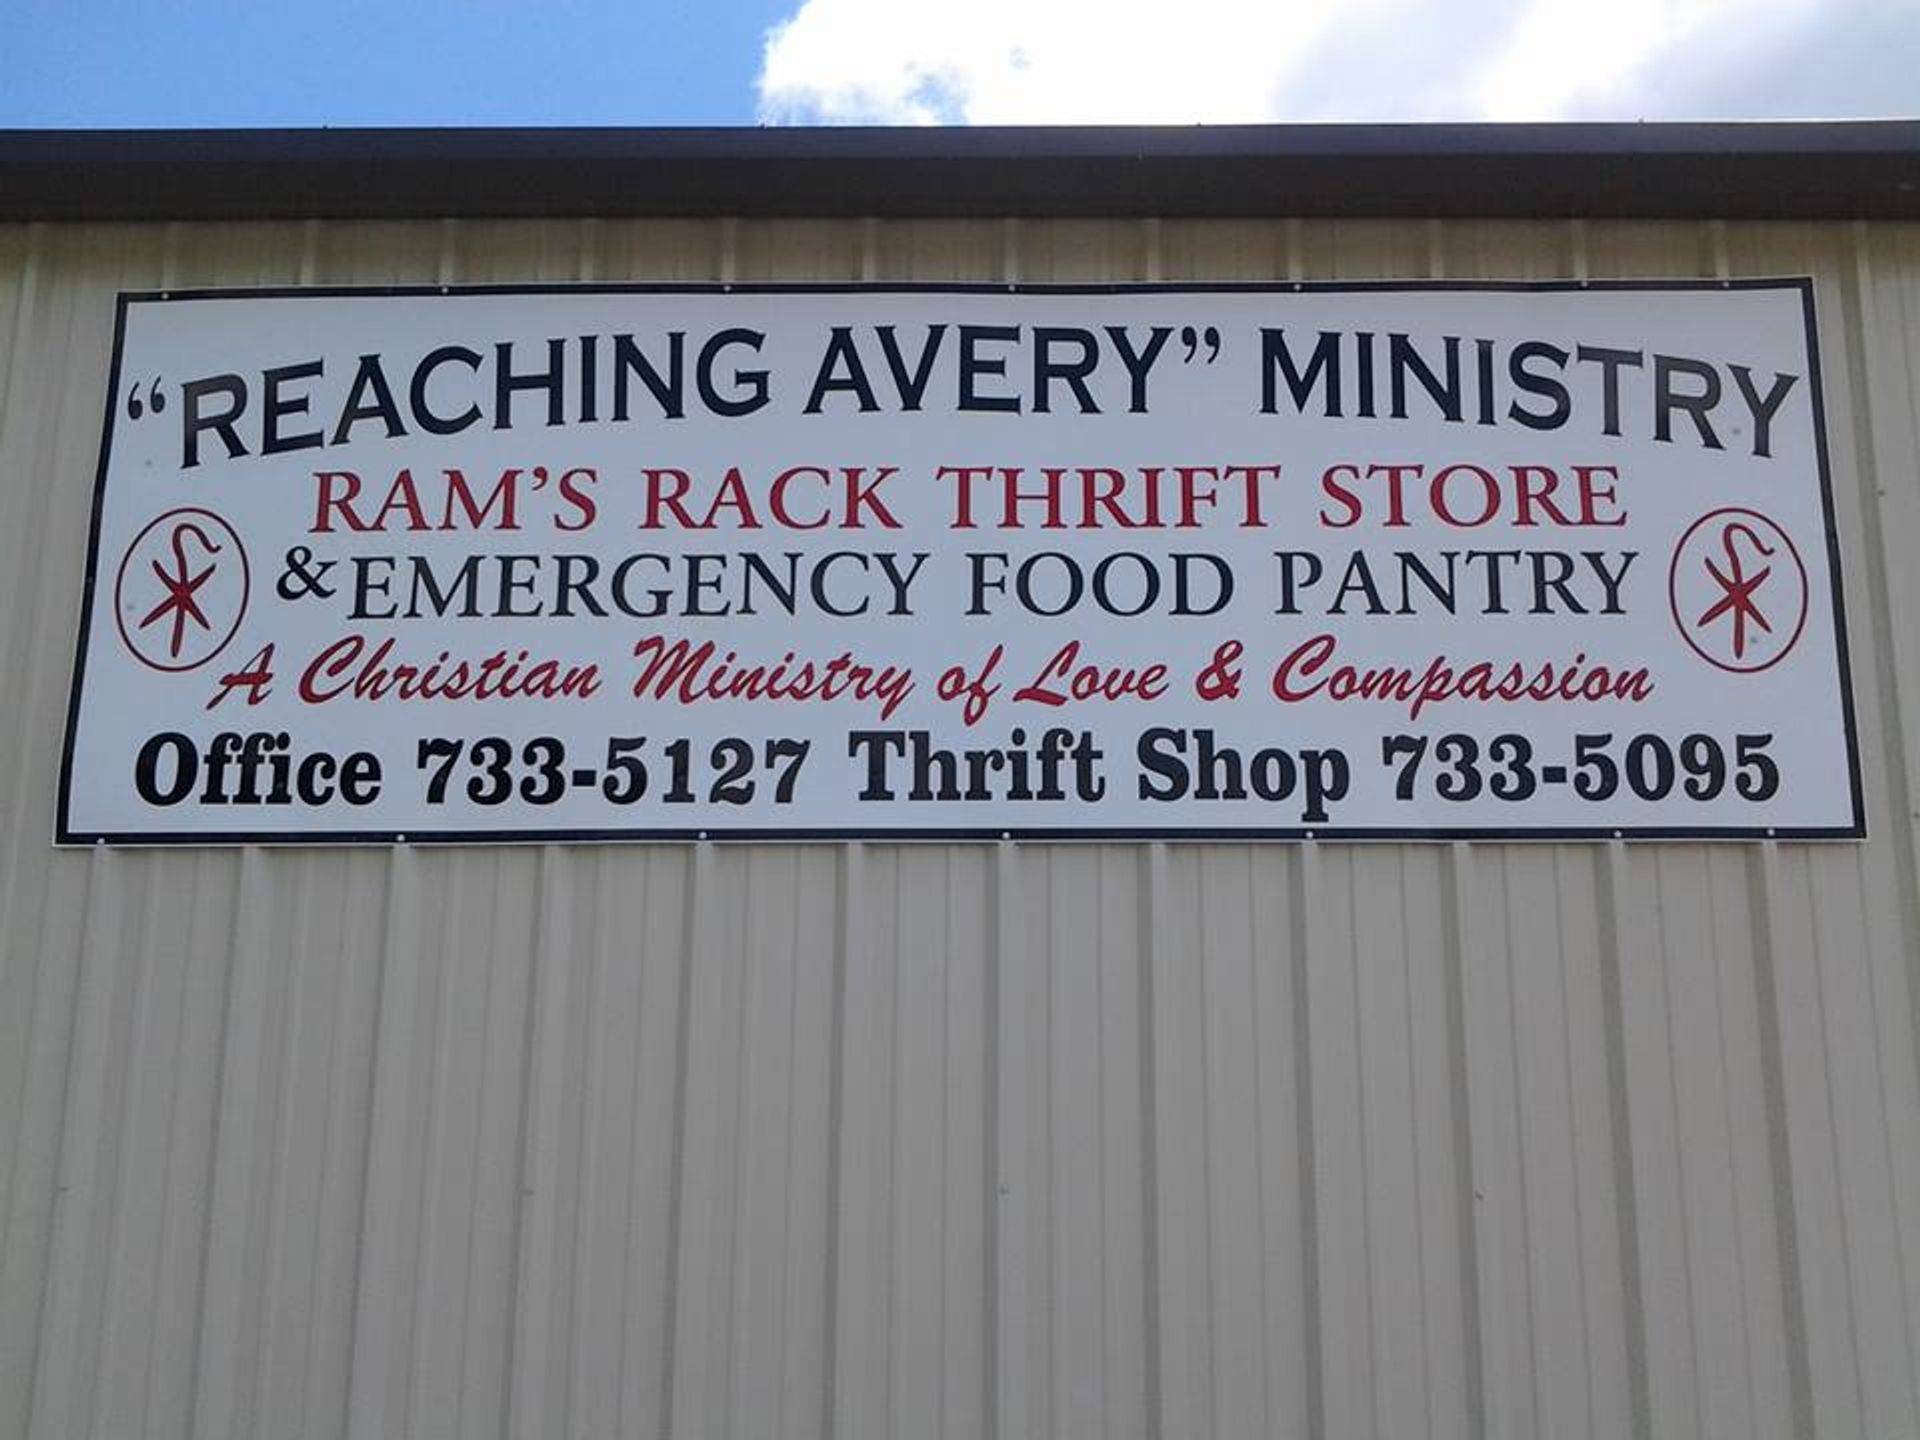 “REACHING AVERY” MINISTRY
RAM’S RACK THRIFT STORE
& EMERGENCY FOOD PANTRY
A Christian Ministry of Love & Compassion
Office 733-5127 Thrift Shop 733-5095